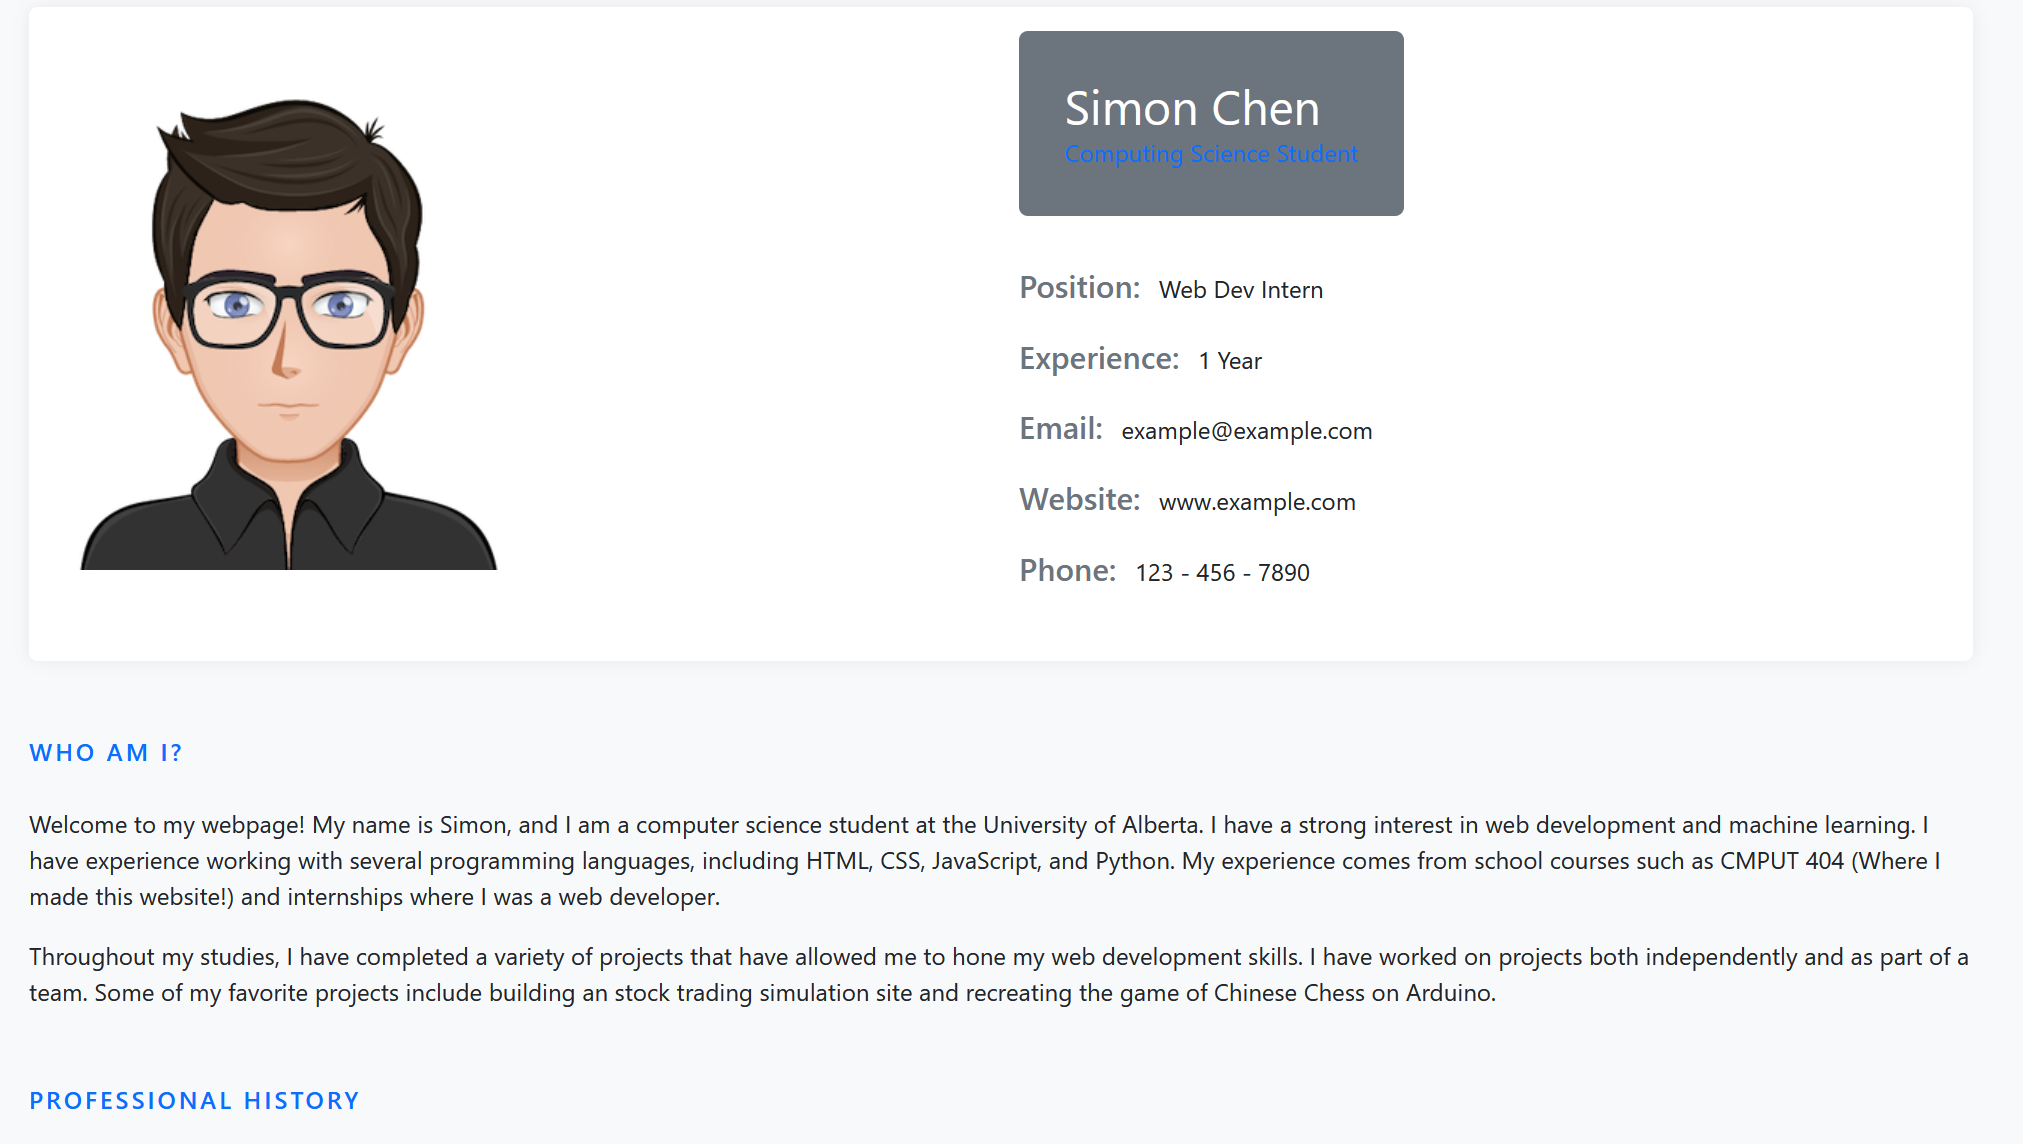 Simon Chen
Computing Science Student
Position: Web Dev Intern
Experience: 1 Year
Email: example@example.com
Website: www.example.com
Phone: 123 - 456 - 7890
WHO AM I?
Welcome to my webpage! My name is Simon, and I am a computer science student at the University of Alberta. I have a strong interest in web development and machine learning. I
have experience working with several programming languages, including HTML, CSS, JavaScript, and Python. My experience comes from school courses such as CMPUT 404 (Where I
made this website!) and internships where I was a web developer.
Throughout my studies, I have completed a variety of projects that have allowed me to hone my web development skills. I have worked on projects both independently and as part of a
team. Some of my favorite projects include building an stock trading simulation site and recreating the game of Chinese Chess on Arduino.
PROFESSIONAL HISTORY